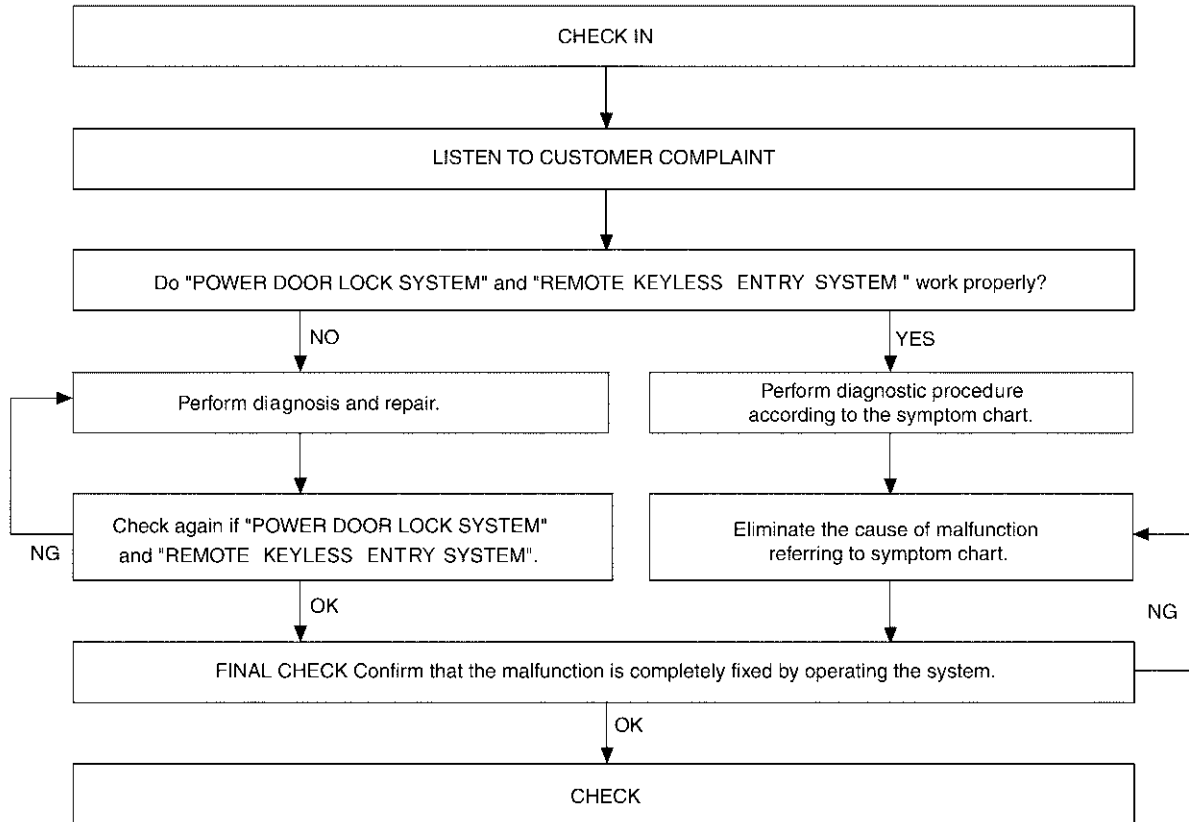 CHECK IN
LISTEN TO CUSTOMER COMPLAINT
Do "POWER DOOR LOCK SYSTEM" and "REMOTE KEYLESS ENTRY SYSTEM " work properly?
NO
YES
Perform diagnosis and repair.
Perform diagnostic procedure
according to the symptom chart.
Check again if "POWER DOOR LOCK SYSTEM"
and "REMOTE KEYLESS ENTRY SYSTEM".
NG
Eliminate the cause of malfunction
referring to symptom chart.
OK
NG
FINAL CHECK Confirm that the malfunction is completely fixed by operating the system.
OK
CHECK